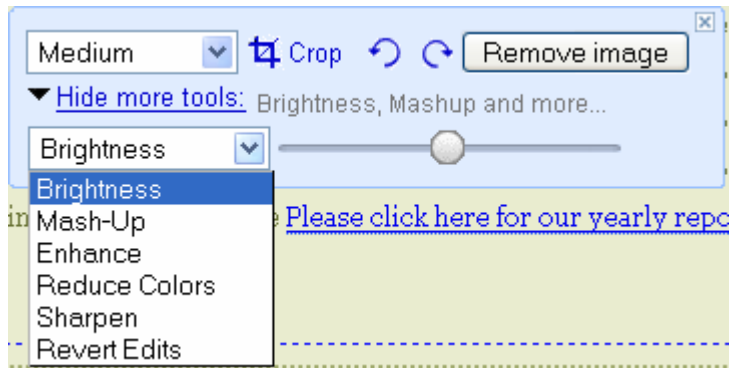 Medium Crop Remove image
Hide more tools: Brightness, Mashup and more...
Brightness
Brightness
Mash-Up
Please click here for our yearly repo
Enhance
Reduce Colors
Sharpen
Revert Edits